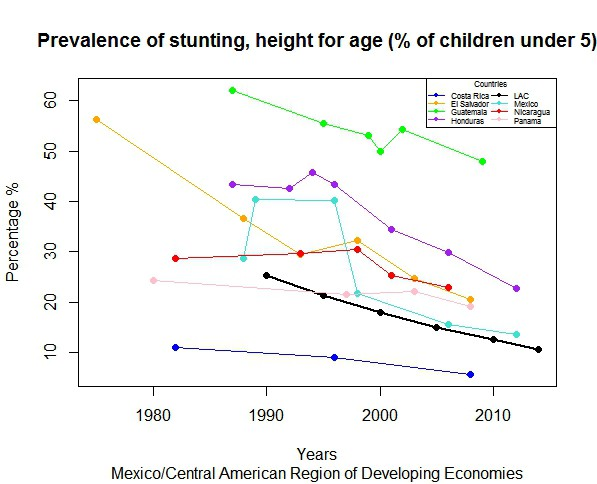 Prevalence of stunting, height for age (% of children under 5)
Countries
Costa Rica LAC
El Salvador Mexico
Guatemala Nicaragua
Honduras Panama
Percentage %
60
50
40
30
20
10
1980 1990 2000 2010
Years
Mexico/Central American Region of Developing Economies